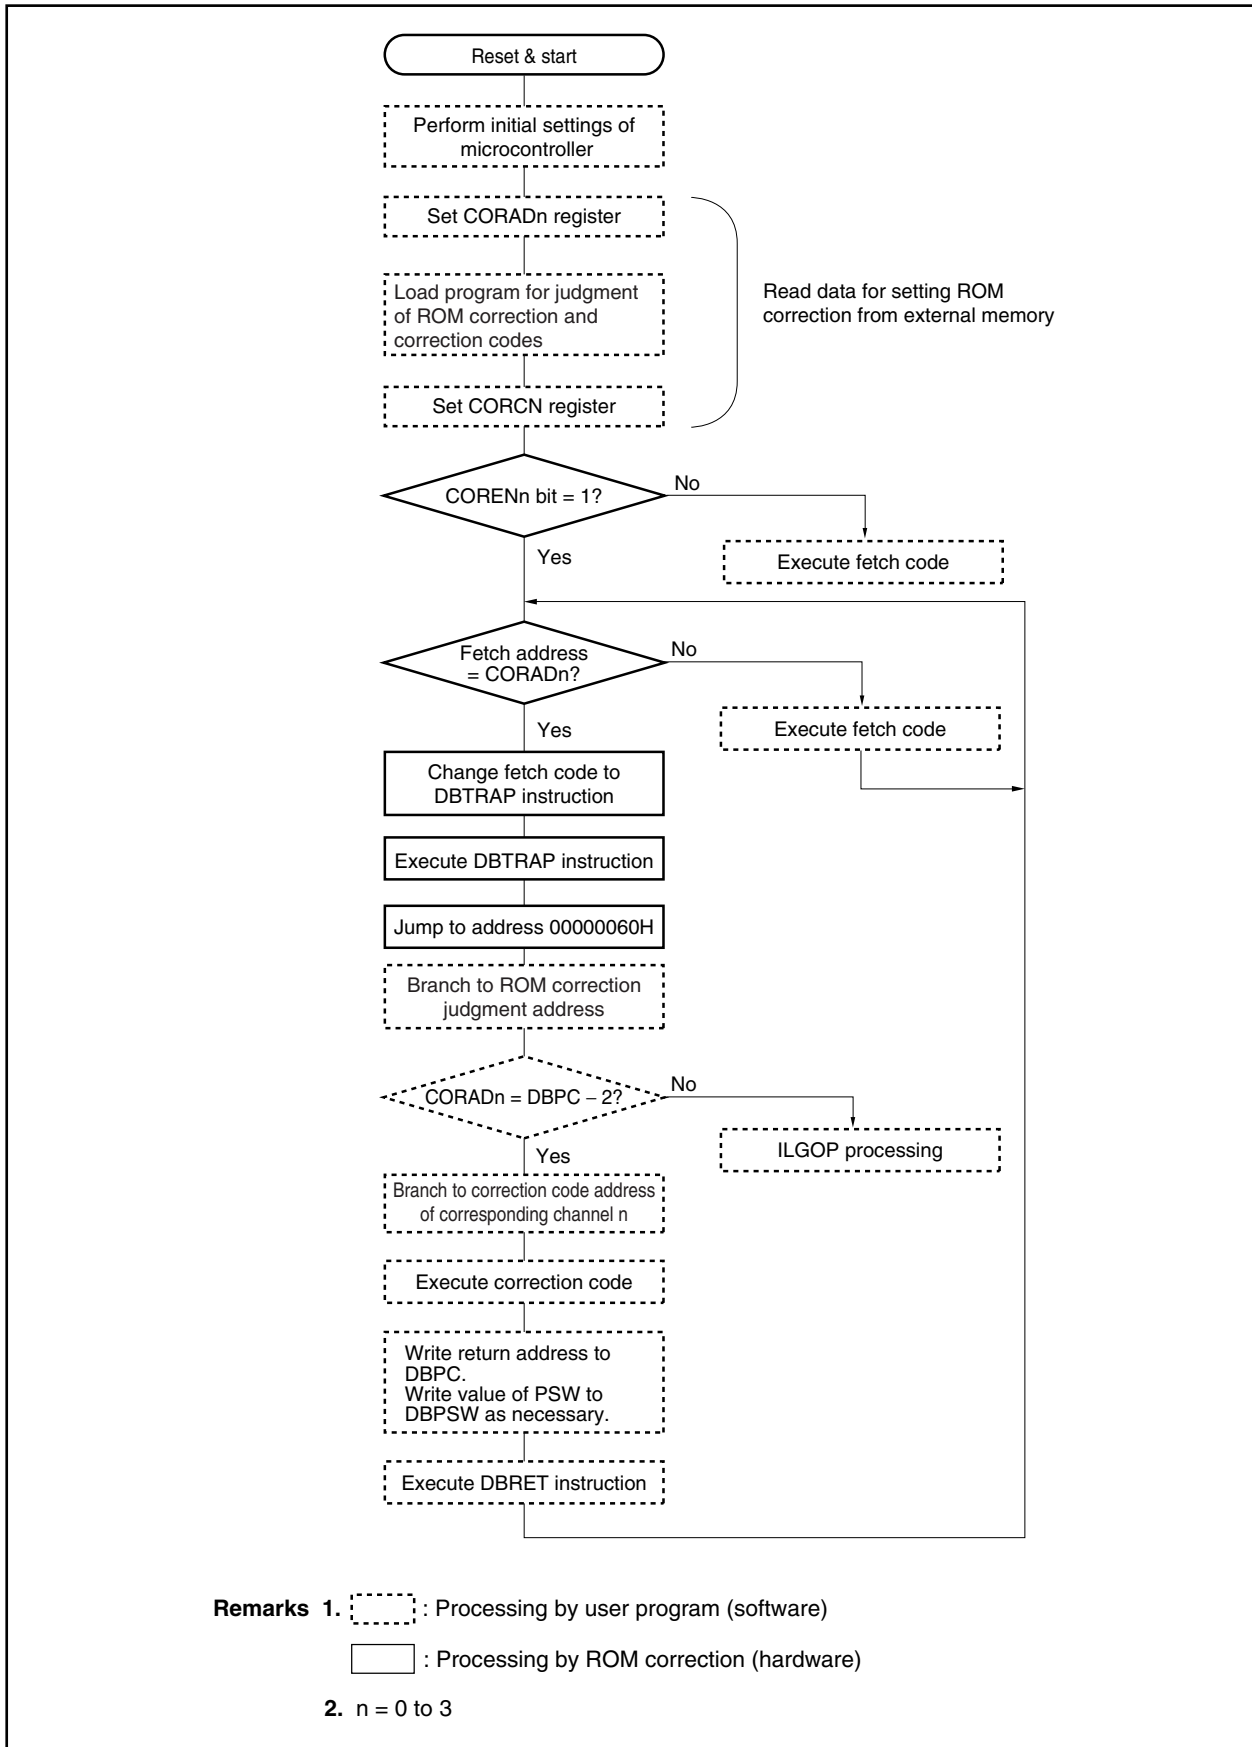 Reset & start
Perform initial settings of
microcontroller
Set CORADn register
Load program for judgment
of ROM correction and
correction codes
Read data for setting ROM
correction from external memory
Set CORCN register
CORENn bit = 1?
No
Yes
Execute fetch code
Fetch address
= CORADn?
No
Yes
Execute fetch code
Change fetch code to
DBTRAP instruction
Execute DBTRAP instruction
Jump to address 00000060H
Branch to ROM correction
judgment address
CORADn = DBPC – 2?
No
Yes
ILGOP processing
Branch to correction code address
of corresponding channel n
Execute correction code
Write return address to
DBPC.
Write value of PSW to
DBPSW as necessary.
Execute DBRET instruction
Remarks 1. : Processing by user program (software)
: Processing by ROM correction (hardware)
2. n = 0 to 3